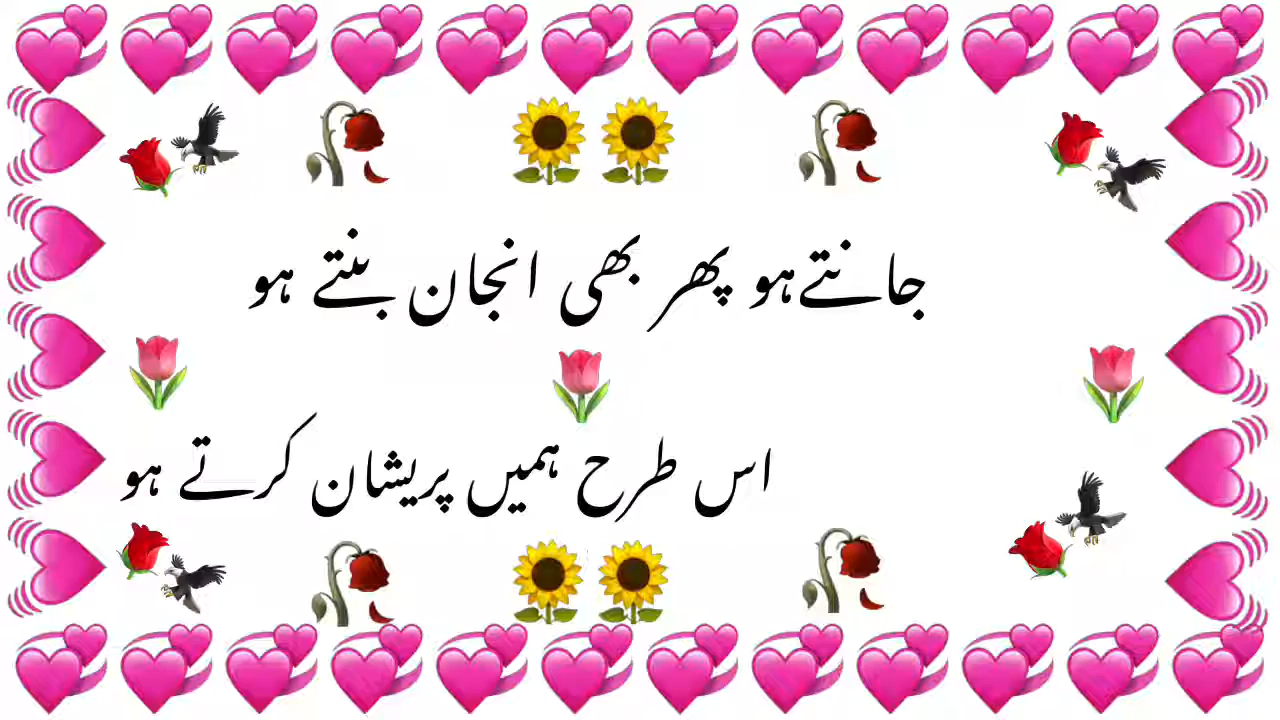 جانتے ہو پھر بھی انجان بنتے ہو
اس طرح ہمیں پریشان کرتے ہو